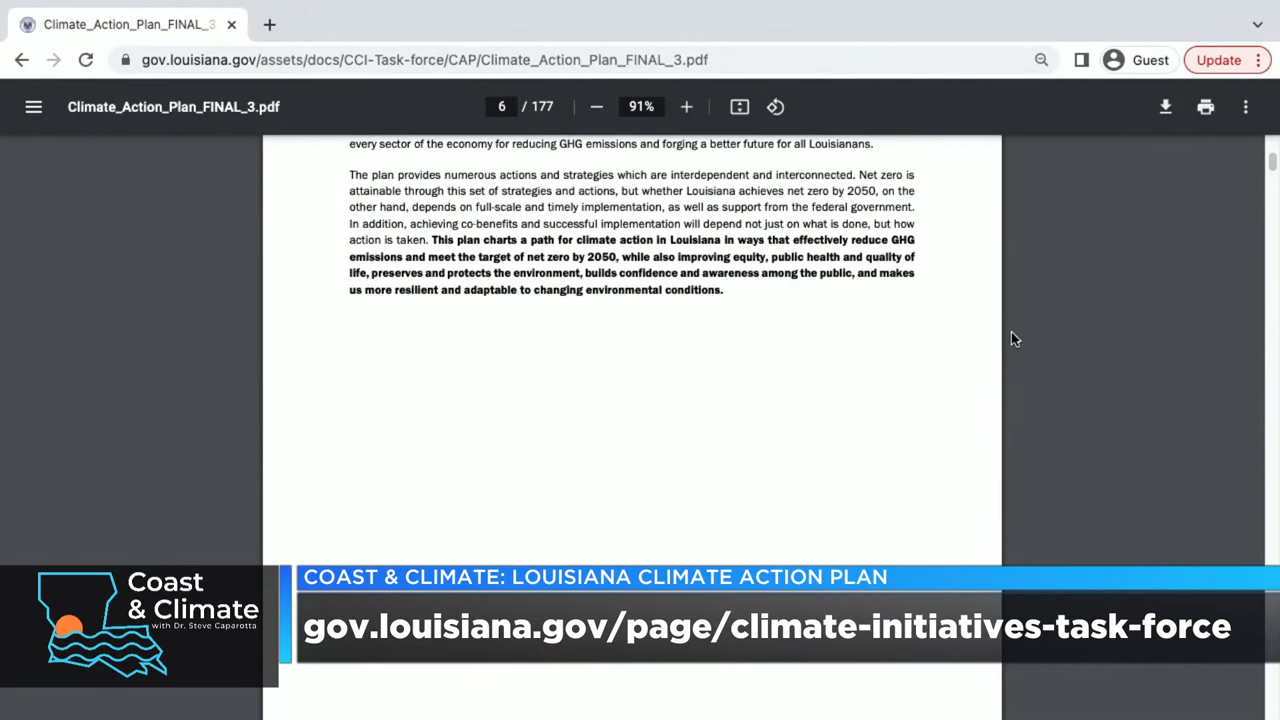 Climate_Action_Plan_FINAL_3
gov.louisiana.gov/assets/docs/CCI-Task-force/CAP/Climate_Action_Plan_FINAL_3.pdf
Guest
Update
Climate_Action_Plan_FINAL_3.pdf
6 / 177
91%
every sector of the economy for reducing GHG emissions and forging a better future for all Louisianans.
The plan provides numerous actions and strategies which are interdependent and interconnected. Net zero is
attainable through this set of strategies and actions, but whether Louisiana achieves net zero by 2050, on the
other hand, depends on full-scale and timely implementation, as well as support from the federal government.
In addition, achieving co-benefits and successful implementation will depend not just on what is done, but how
action is taken. This plan charts a path for climate action in Louisiana in ways that effectively reduce GHG
emissions and meet the target of net zero by 2050, while also improving equity, public health and quality of
life, preserves and protects the environment, builds confidence and awareness among the public, and makes
us more resilient and adaptable to changing environmental conditions.
COAST & CLIMATE: LOUISIANA CLIMATE ACTION PLAN
Coast
& Climate
with Dr. Steve Caparotta
gov.louisiana.gov/page/climate-initiatives-task-force